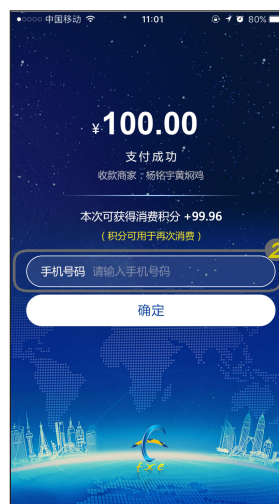 ●○○○○ 中国移动 11:01 80%
¥100.00
支付成功
收款商家：杨铭宇黄焖鸡
本次可获得消费积分 +99.96
（积分可用于再次消费）
2
手机号码 请输入手机号码
确定
txe